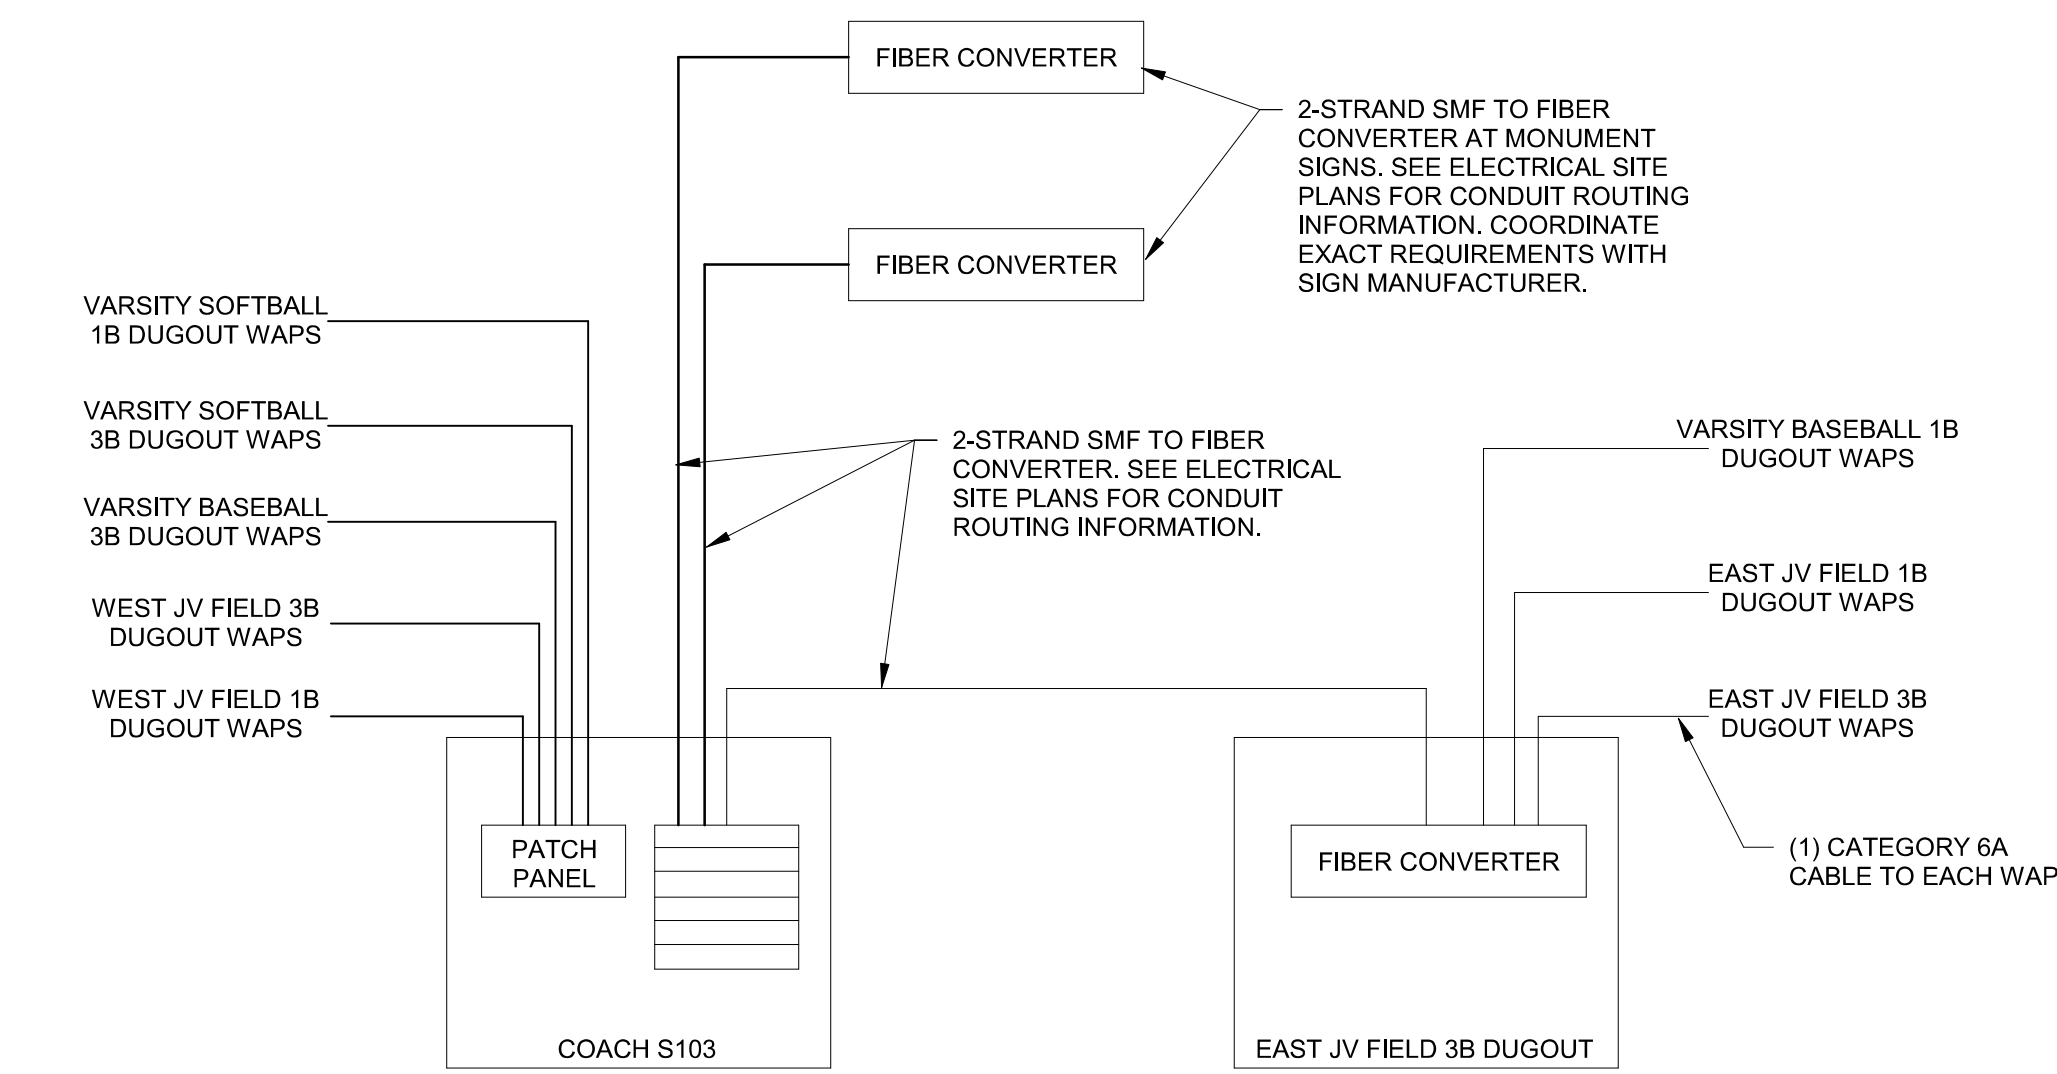 FIBER CONVERTER
2-STRAND SMF TO FIBER
CONVERTER AT MONUMENT
SIGNS. SEE ELECTRICAL SITE
PLANS FOR CONDUIT ROUTING
INFORMATION. COORDINATE
EXACT REQUIREMENTS WITH
SIGN MANUFACTURER.
FIBER CONVERTER
VARSITY SOFTBALL
1B DUGOUT WAPS
VARSITY SOFTBALL
3B DUGOUT WAPS
VARSITY BASEBALL
3B DUGOUT WAPS
WEST JV FIELD 3B
DUGOUT WAPS
WEST JV FIELD 1B
DUGOUT WAPS
2-STRAND SMF TO FIBER
CONVERTER. SEE ELECTRICAL
SITE PLANS FOR CONDUIT
ROUTING INFORMATION.
VARSITY BASEBALL 1B
DUGOUT WAPS
EAST JV FIELD 1B
DUGOUT WAPS
EAST JV FIELD 3B
DUGOUT WAPS
(1) CATEGORY 6A
CABLE TO EACH WAP
PATCH
PANEL
FIBER CONVERTER
COACH S103
EAST JV FIELD 3B DUGOUT